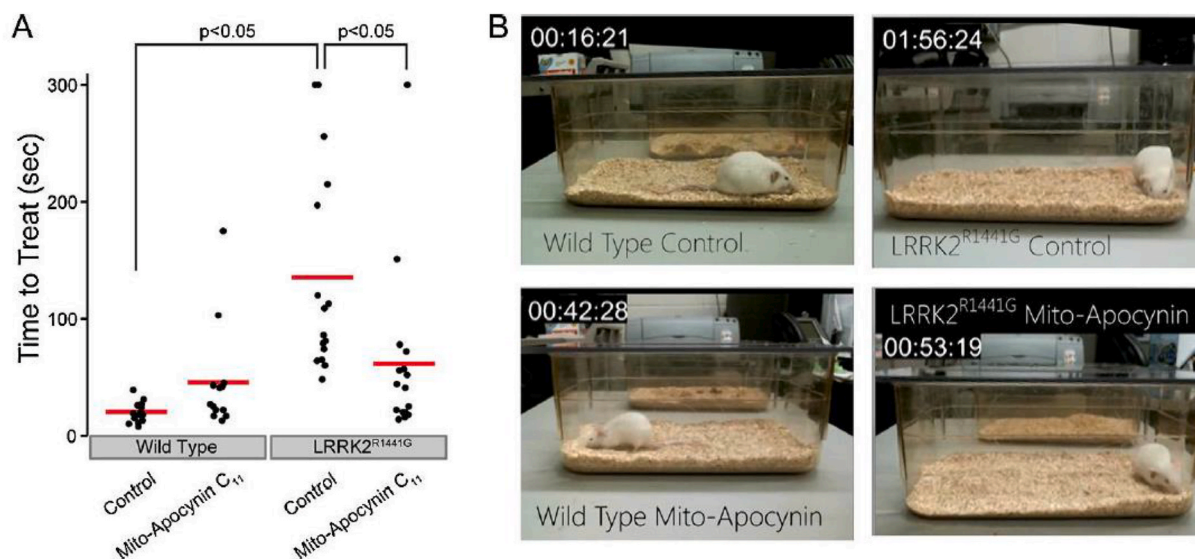 A
p<0.05
p<0.05
Time to Treat (sec)
300
200
100
0
Wild Type
LRRK2R1441G
Control
Mito-Apocynin C11
Control
Mito-Apocynin C11
B
00:16:21
Wild Type Control.
01:56:24
LRRK2R1441G Control
00:42:28
Wild Type Mito-Apocynin
LRRK2R1441G Mito-Apocynin
00:53:19